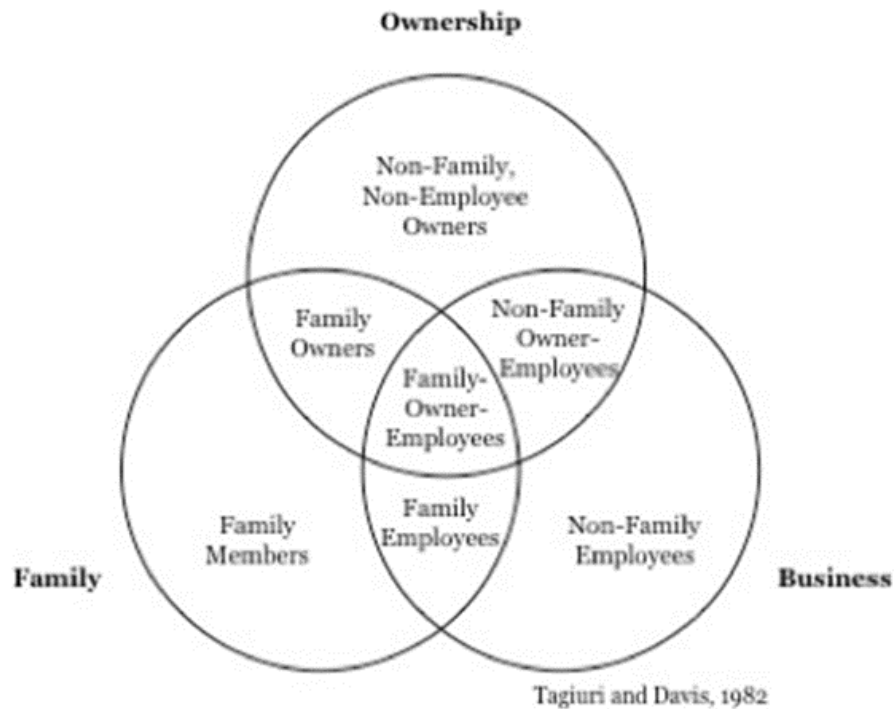 Ownership
Non-Family,
Non-Employee
Owners
Family
Owners
Non-Family
Owner-
Employees
Family-
Owner-
Employees
Family
Employees
Family
Members
Non-Family
Employees
Family
Business
Tagiuri and Davis, 1982